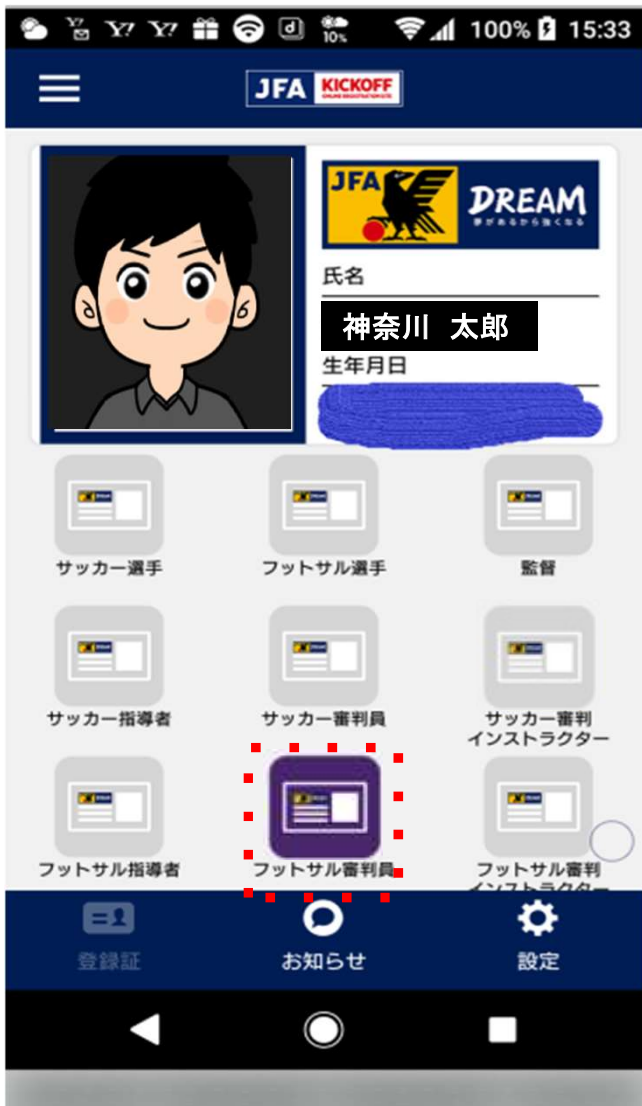 10%
100%
15:33
JFA KICKOFF
ONLINE REGISTRATION SITE
JFA DREAM
夢があるから強くなる
氏名
神奈川 太郎
生年月日
サッカー選手
フットサル選手
監督
サッカー指導者
サッカー審判員
サッカー審判
インストラクター
フットサル指導者
フットサル審判員
フットサル審判
インストラクター
登録証
お知らせ
設定